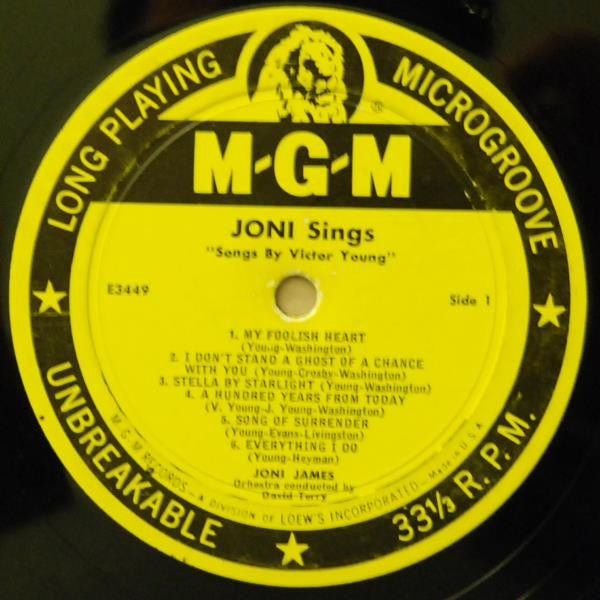 LONG PLAYING
MICROGROOVE
®
M-G-M
JONI Sings
"Songs By Victor Young"
E3449
Side 1
1. MY FOOLISH HEART
(Young-Washington)
2. I DON'T STAND A GHOST OF A CHANCE
WITH YOU (Young-Crosby-Washington)
3. STELLA BY STARLIGHT (Young-Washington)
4. A HUNDRED YEARS FROM TODAY
(V. Young-J. Young-Washington)
5. SONG OF SURRENDER
(Young-Evans-Livingston)
6. EVERYTHING I DO
(Young-Heyman)
JONI JAMES
Orchestra conducted by
David Terry
M-G-M RECORDS - A DIVISION OF LOEW'S INCORPORATED - Made in U.S.A.
UNBREAKABLE
33⅓ R.P.M.